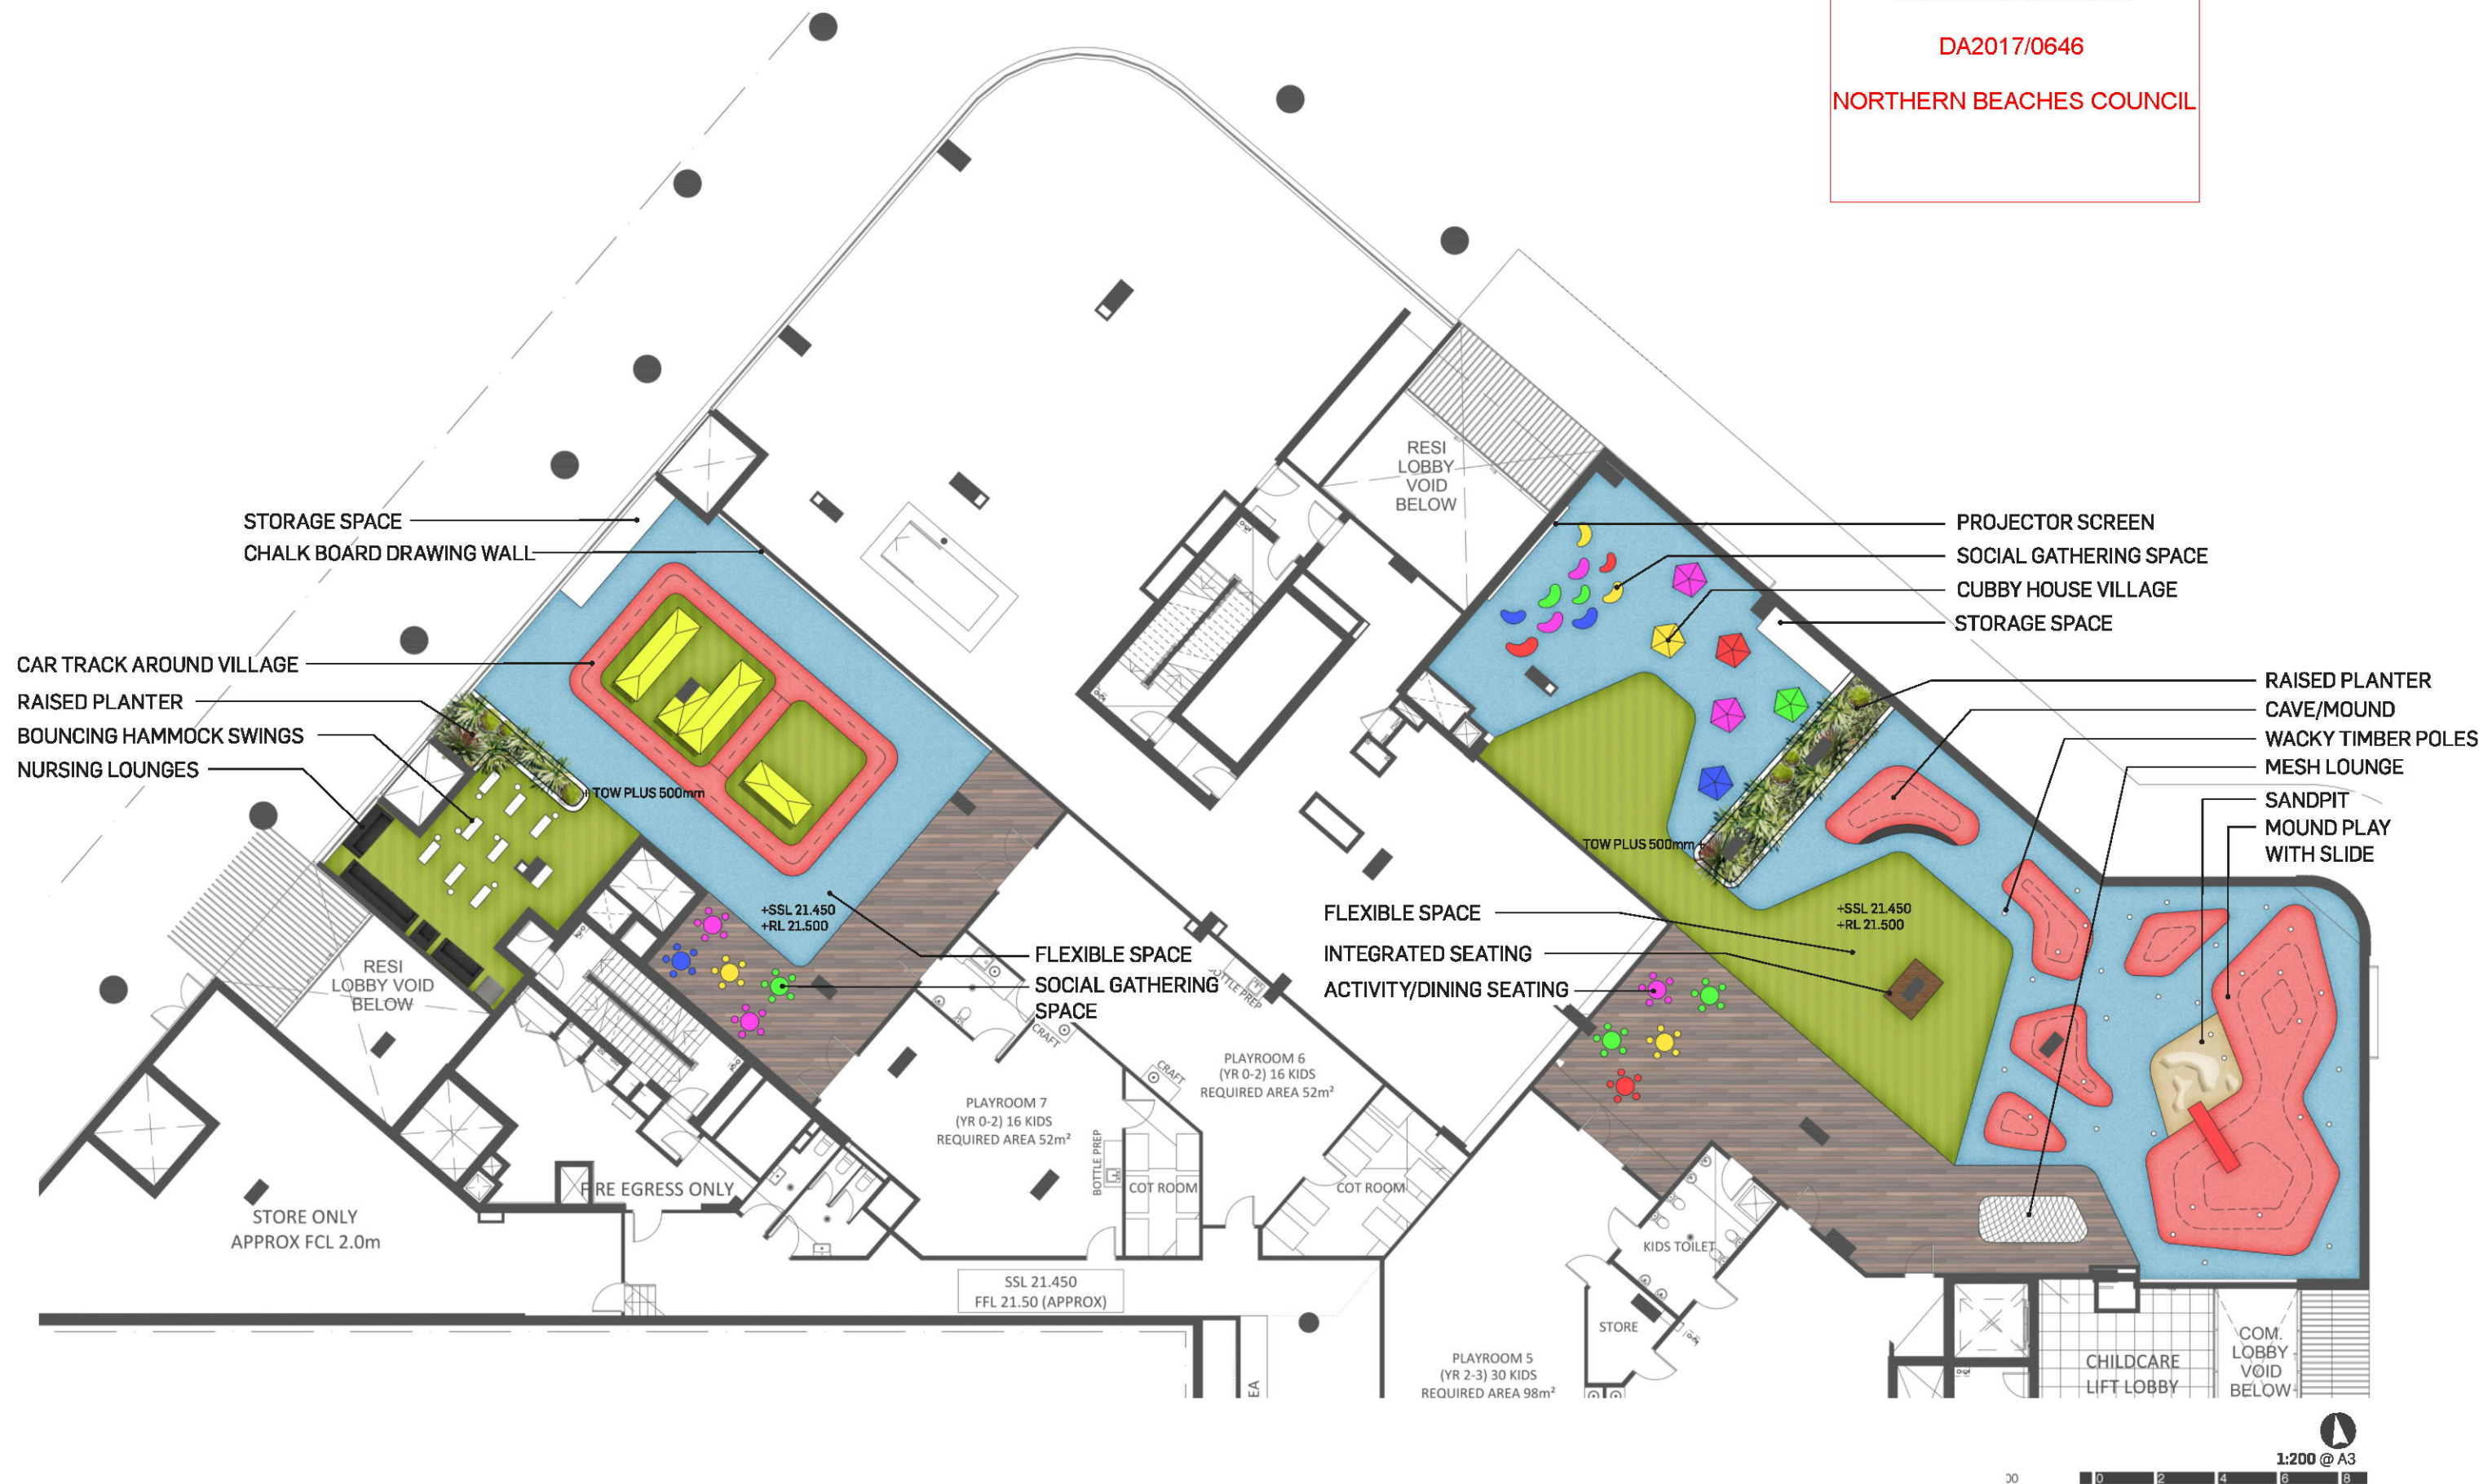 DA2017/0646
NORTHERN BEACHES COUNCIL
RESI
LOBBY
VOID
BELOW
STORAGE SPACE
CHALK BOARD DRAWING WALL
CAR TRACK AROUND VILLAGE
RAISED PLANTER
BOUNCING HAMMOCK SWINGS
NURSING LOUNGES
+ TOW PLUS 500mm
+SSL 21.450
+RL 21.500
FLEXIBLE SPACE
SOCIAL GATHERING
SPACE
RESI
LOBBY VOID
BELOW
PROJECTOR SCREEN
SOCIAL GATHERING SPACE
CUBBY HOUSE VILLAGE
STORAGE SPACE
RAISED PLANTER
CAVE/MOUND
WACKY TIMBER POLES
MESH LOUNGE
SANDPIT
MOUND PLAY
WITH SLIDE
TOW PLUS 500mm +
+SSL 21.450
+RL 21.500
FLEXIBLE SPACE
INTEGRATED SEATING
ACTIVITY/DINING SEATING
BOTTLE PREP
CRAFT
CRAFT
PLAYROOM 6
(YR 0-2) 16 KIDS
REQUIRED AREA 52m²
PLAYROOM 7
(YR 0-2) 16 KIDS
REQUIRED AREA 52m²
BOTTLE PREP
COT ROOM
COT ROOM
FIRE EGRESS ONLY
STORE ONLY
APPROX FCL 2.0m
SSL 21.450
FFL 21.50 (APPROX)
KIDS TOILET
STORE
PLAYROOM 5
(YR 2-3) 30 KIDS
REQUIRED AREA 98m²
EA
CHILDCARE
LIFT LOBBY
COM.
LOBBY
VOID
BELOW
1:200 @ A3
0 2 4 6 8